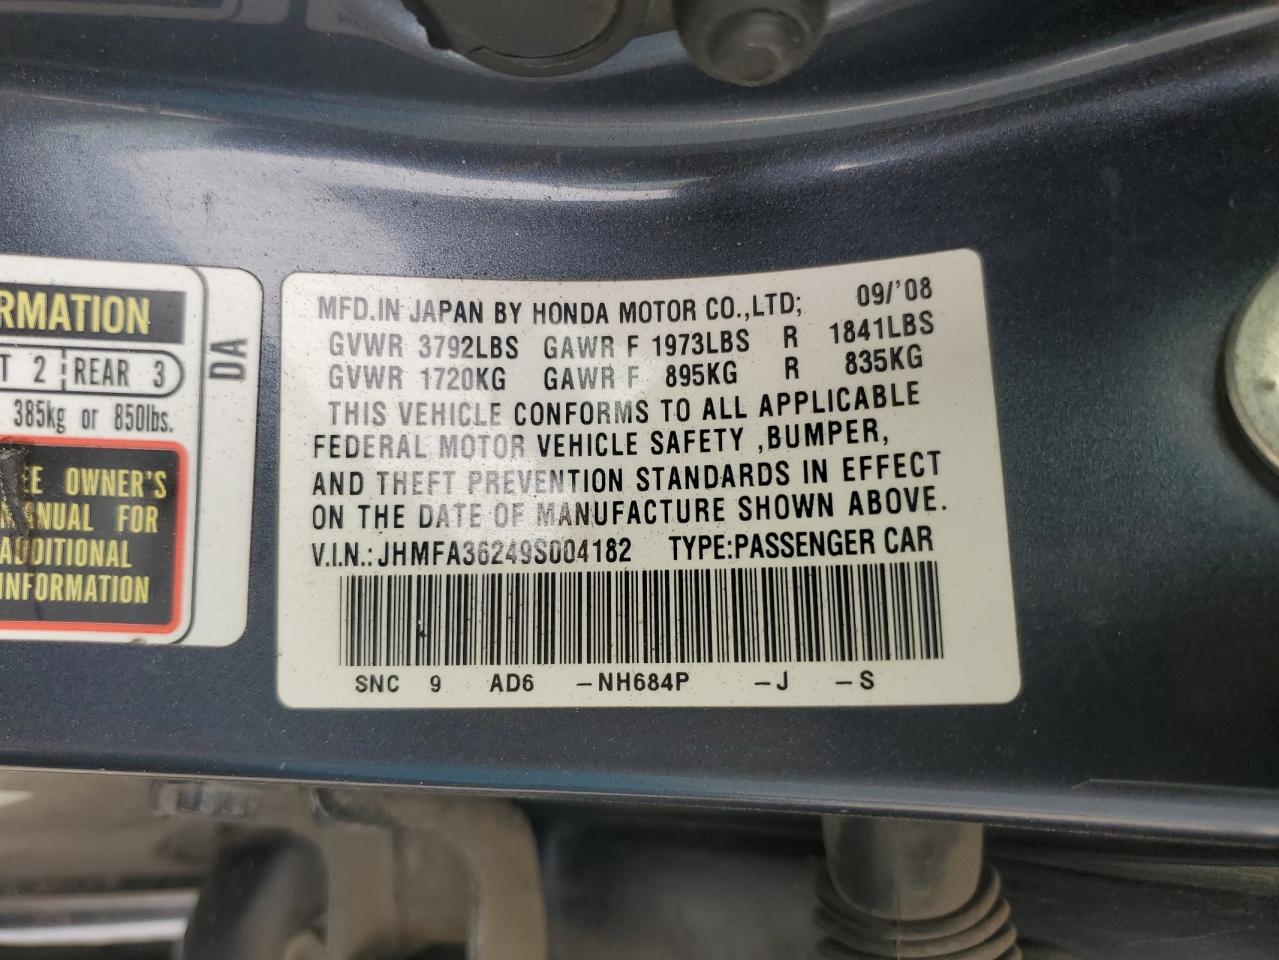 RMATION
T 2 REAR 3
385kg or 850lbs.
EE OWNER'S
MANUAL FOR
ADDITIONAL
INFORMATION
DA
MFD.IN JAPAN BY HONDA MOTOR CO.,LTD; 09/'08
GVWR 3792LBS GAWR F 1973LBS R 1841LBS
GVWR 1720KG GAWR F 895KG R 835KG
THIS VEHICLE CONFORMS TO ALL APPLICABLE
FEDERAL MOTOR VEHICLE SAFETY ,BUMPER,
AND THEFT PREVENTION STANDARDS IN EFFECT
ON THE DATE OF MANUFACTURE SHOWN ABOVE.
V.I.N.:JHMFA36249S004182 TYPE:PASSENGER CAR
SNC 9 AD6 -NH684P -J -S